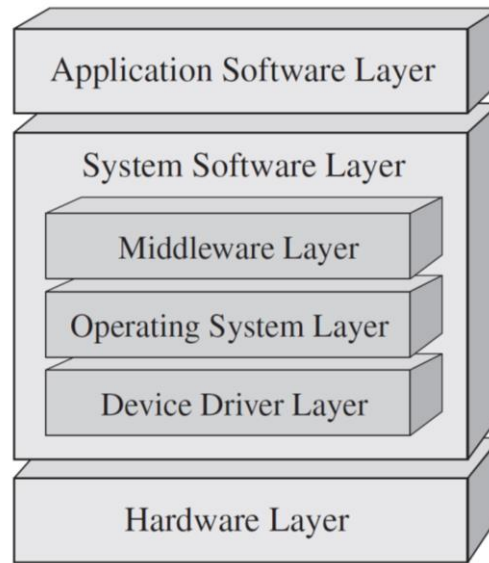 Application Software Layer
System Software Layer
Middleware Layer
Operating System Layer
Device Driver Layer
Hardware Layer